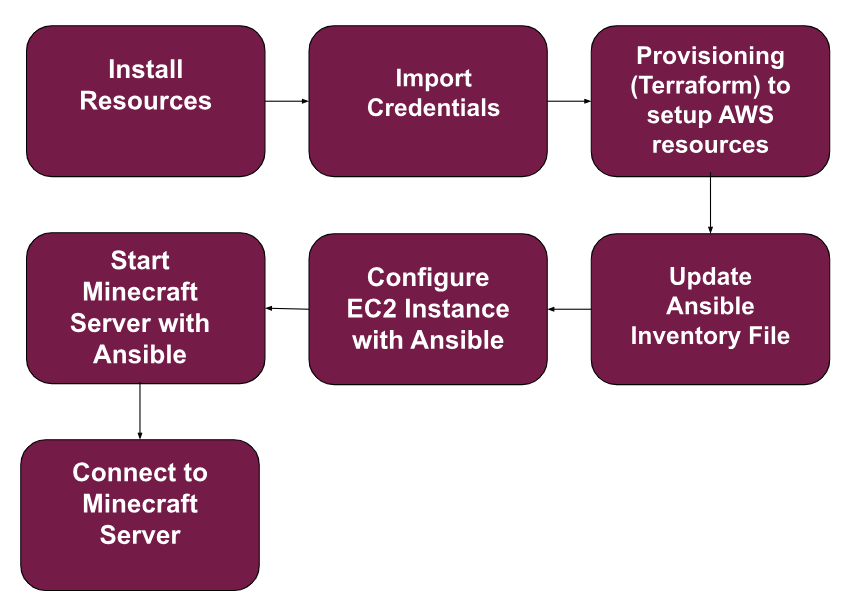 Install
Resources
Import
Credentials
Provisioning
(Terraform) to
setup AWS
resources
Update
Ansible
Inventory File
Configure
EC2 Instance
with Ansible
Start
Minecraft
Server with
Ansible
Connect to
Minecraft
Server